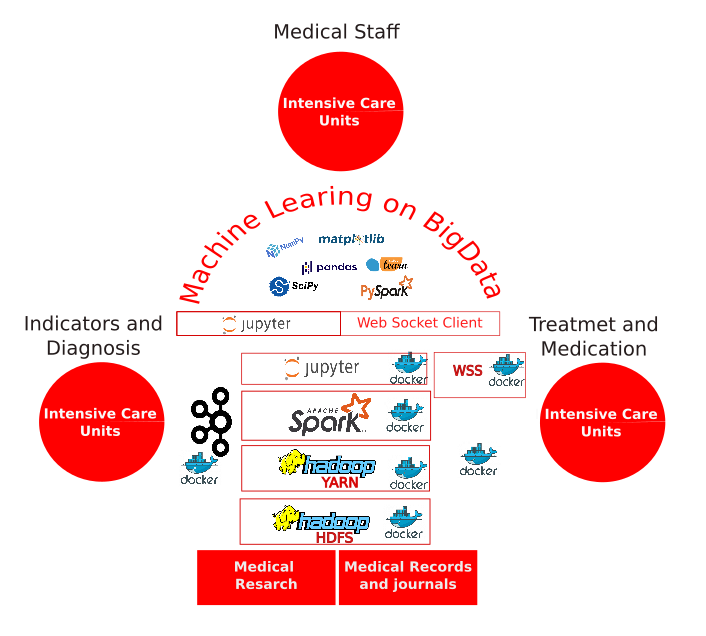 Medical Staff
Intensive Care
Units
Machine Learing on BigData
NumPy
matplotlib
pandas
learn
SciPy
PySpark
jupyter
Web Socket Client
Indicators and
Diagnosis
Treatmet and
Medication
jupyter
docker
WSS
docker
Intensive Care
Units
APACHE
Spark
docker
Intensive Care
Units
docker
hadoop
YARN
docker
docker
hadoop
HDFS
docker
Medical
Resarch
Medical Records
and journals